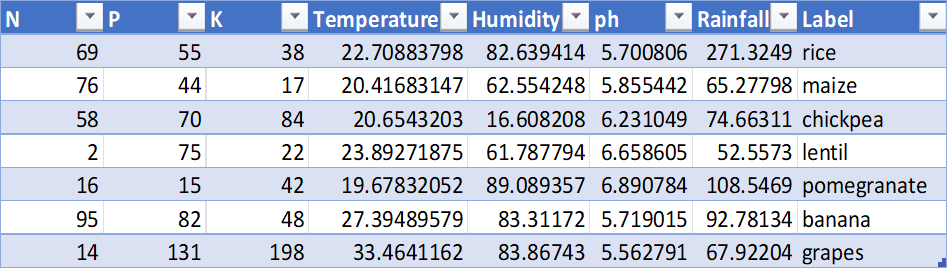 N P K Temperature Humidity ph Rainfall Label
69 55 38 22.70883798 82.639414 5.700806 271.3249 rice
76 44 17 20.41683147 62.554248 5.855442 65.27798 maize
58 70 84 20.6543203 16.608208 6.231049 74.66311 chickpea
2 75 22 23.89271875 61.787794 6.658605 52.5573 lentil
16 15 42 19.67832052 89.089357 6.890784 108.5469 pomegranate
95 82 48 27.39489579 83.31172 5.719015 92.78134 banana
14 131 198 33.4641162 83.86743 5.562791 67.92204 grapes